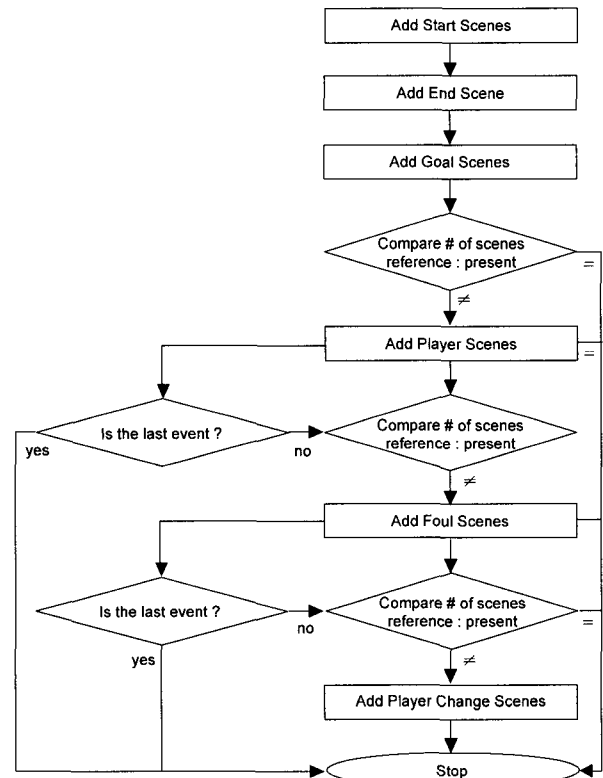 Add Start Scenes
Add End Scene
Add Goal Scenes
Compare # of scenes
reference : present
=
≠
Add Player Scenes
=
Is the last event ?
yes
no
Compare # of scenes
reference : present
≠
Add Foul Scenes
Is the last event ?
yes
no
Compare # of scenes
reference : present
=
≠
Add Player Change Scenes
Stop